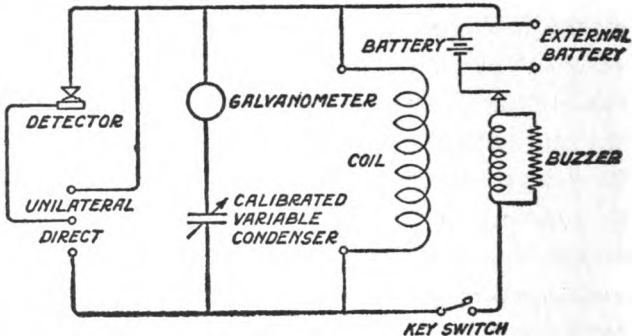 BATTERY
EXTERNAL
BATTERY
DETECTOR
GALVANOMETER
COIL
BUZZER
UNILATERAL
DIRECT
CALIBRATED
VARIABLE
CONDENSER
KEY SWITCH